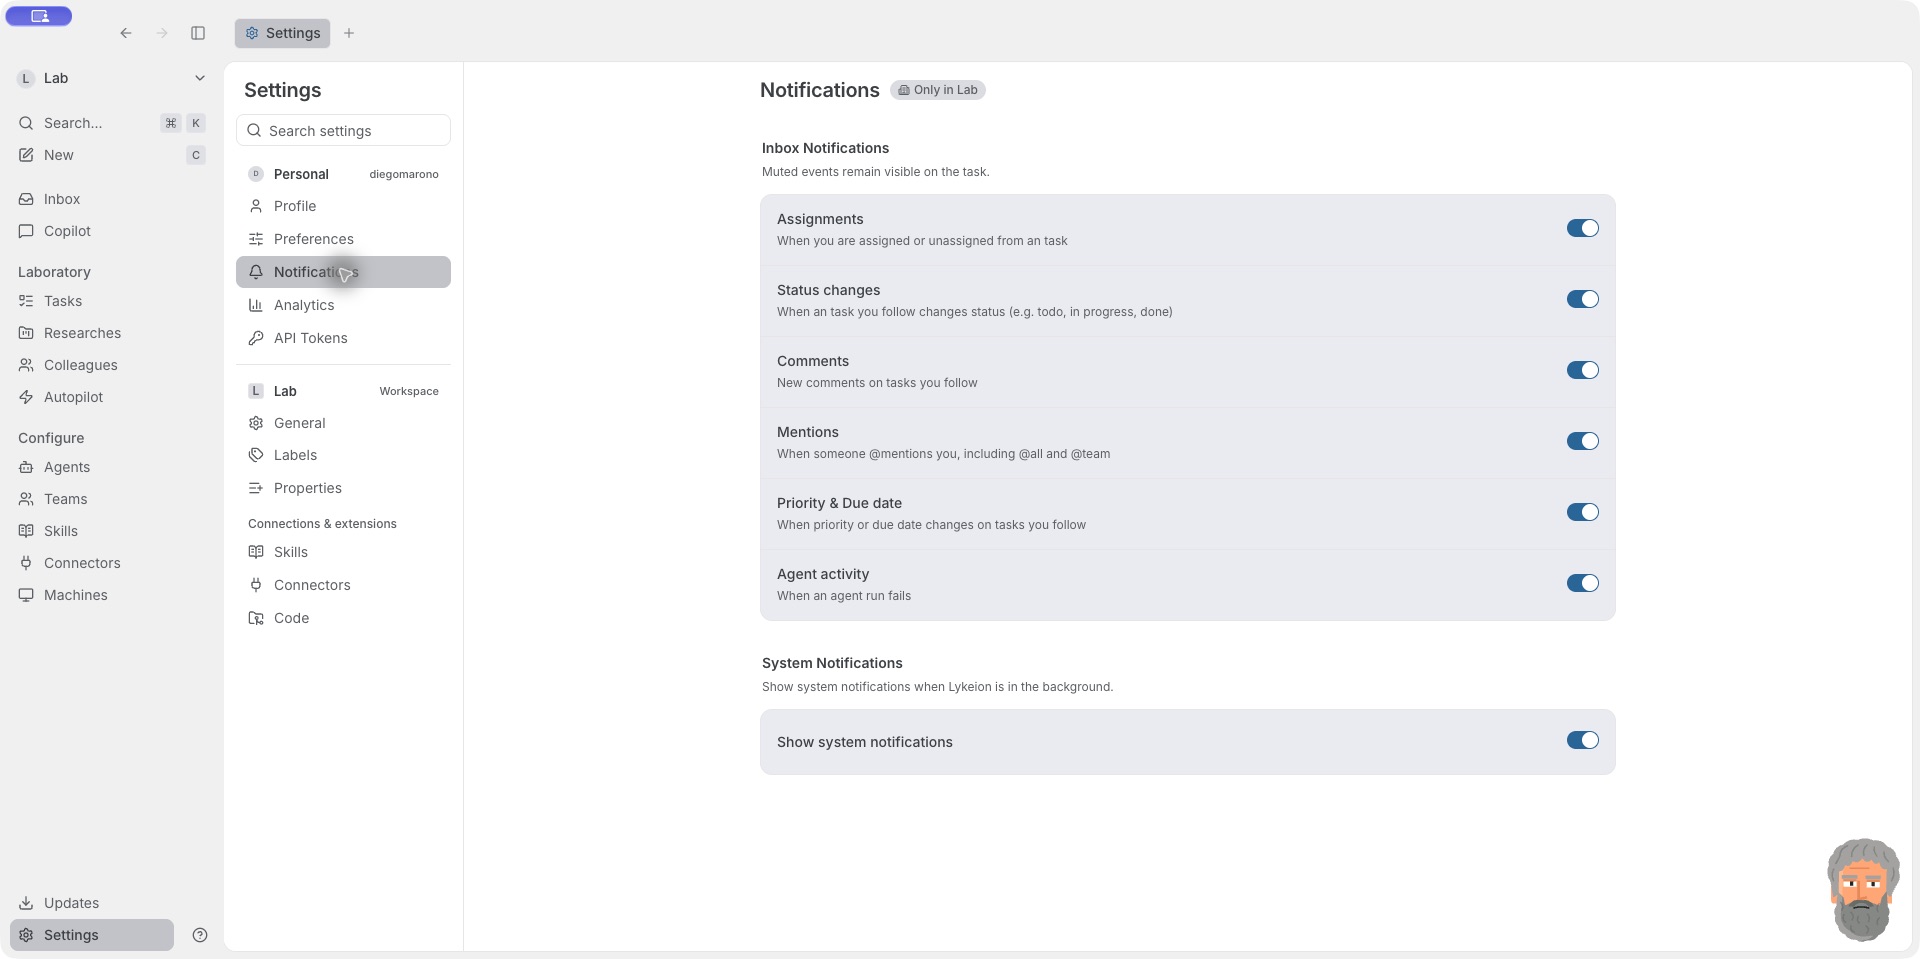 Settings
L Lab
Search... ⌘ K
New C
Inbox
Copilot
Laboratory
Tasks
Researches
Colleagues
Autopilot
Configure
Agents
Teams
Skills
Connectors
Machines
Updates
Settings
Settings
Search settings
D Personal diegomarono
Profile
Preferences
Notifications
Analytics
API Tokens
L Lab Workspace
General
Labels
Properties
Connections & extensions
Skills
Connectors
Code
Notifications Only in Lab
Inbox Notifications
Muted events remain visible on the task.
Assignments
When you are assigned or unassigned from an task
Status changes
When an task you follow changes status (e.g. todo, in progress, done)
Comments
New comments on tasks you follow
Mentions
When someone @mentions you, including @all and @team
Priority & Due date
When priority or due date changes on tasks you follow
Agent activity
When an agent run fails
System Notifications
Show system notifications when Lykeion is in the background.
Show system notifications